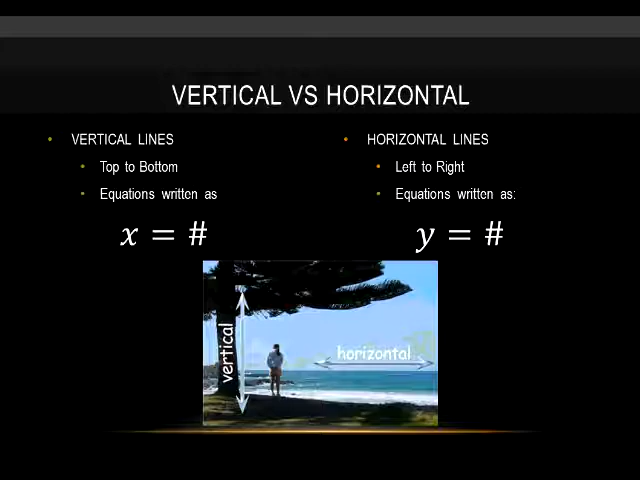 VERTICAL VS HORIZONTAL
VERTICAL LINES
Top to Bottom
Equations written as
x = #
HORIZONTAL LINES
Left to Right
Equations written as:
y = #
vertical
horizontal